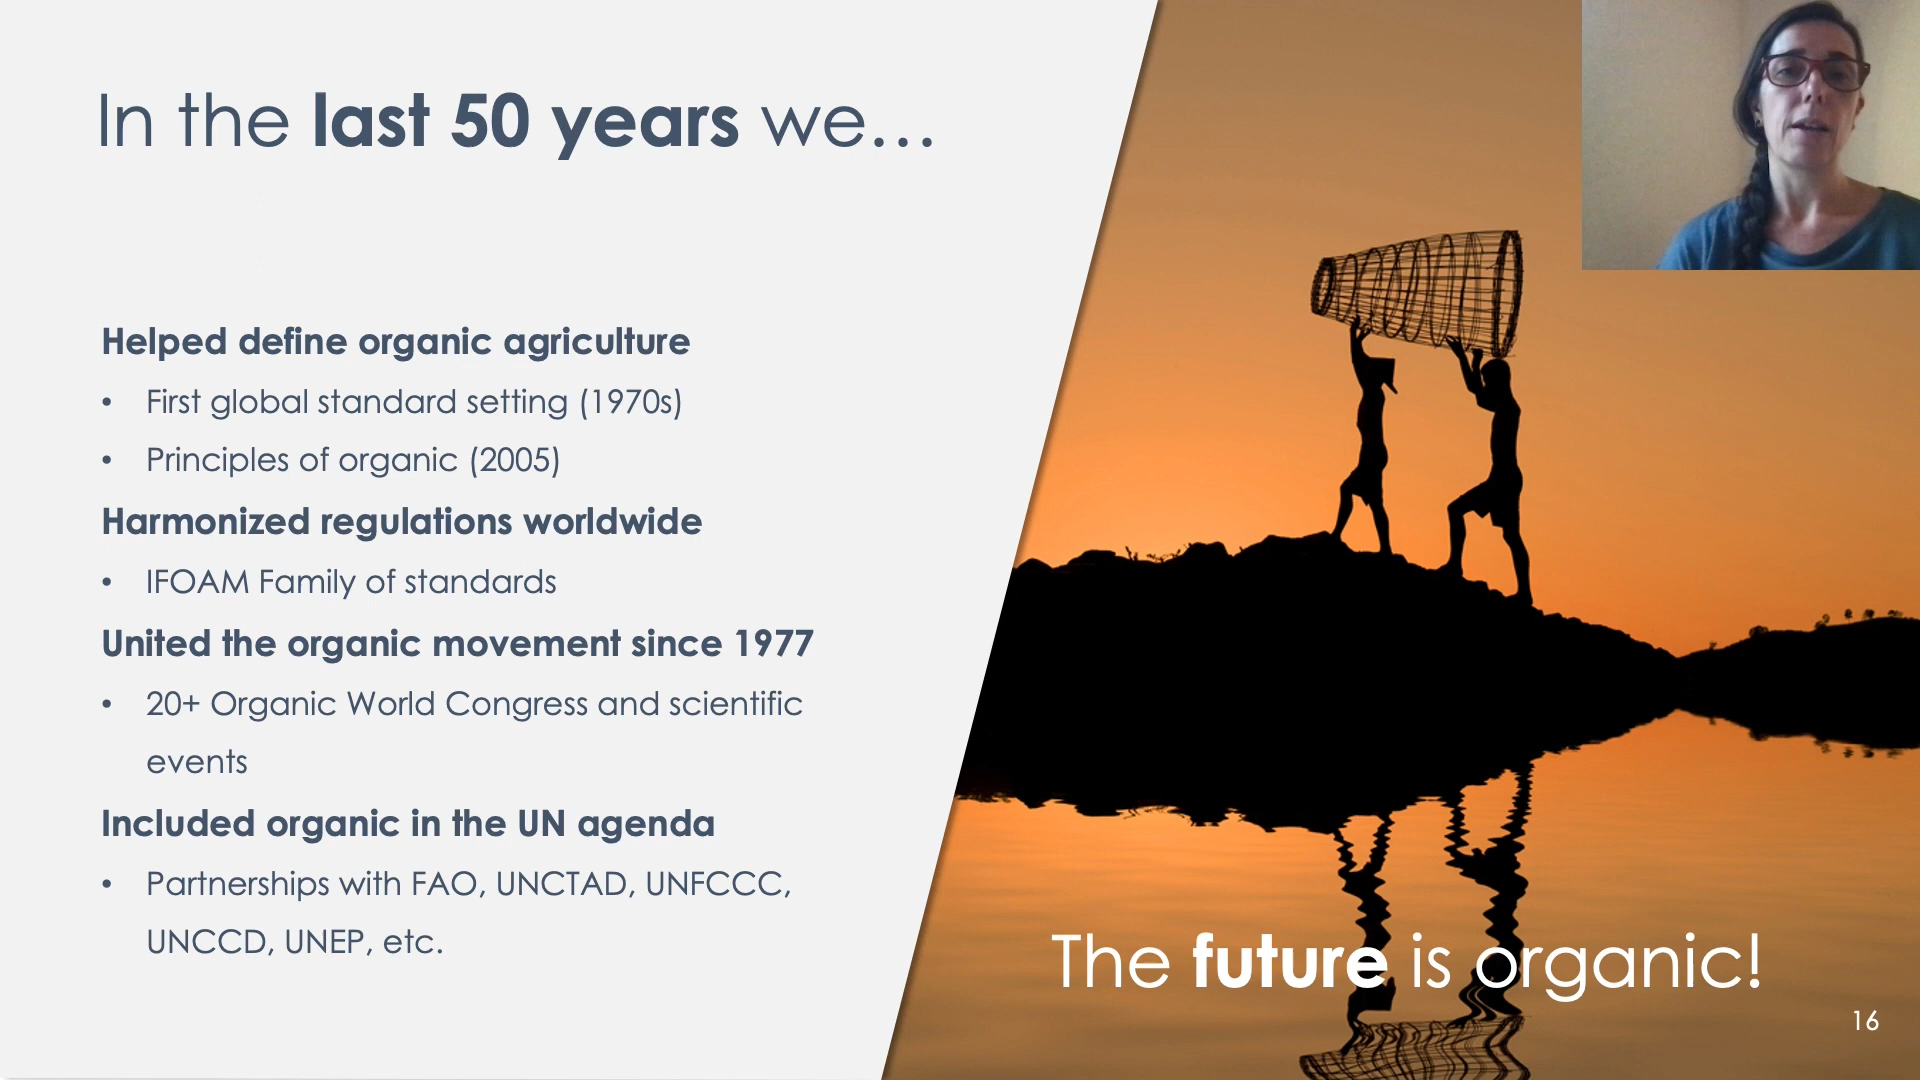 In the last 50 years we…
Helped define organic agriculture
• First global standard setting (1970s)
• Principles of organic (2005)
Harmonized regulations worldwide
• IFOAM Family of standards
United the organic movement since 1977
• 20+ Organic World Congress and scientific
events
Included organic in the UN agenda
• Partnerships with FAO, UNCTAD, UNFCCC,
UNCCD, UNEP, etc.
The future is organic!
16